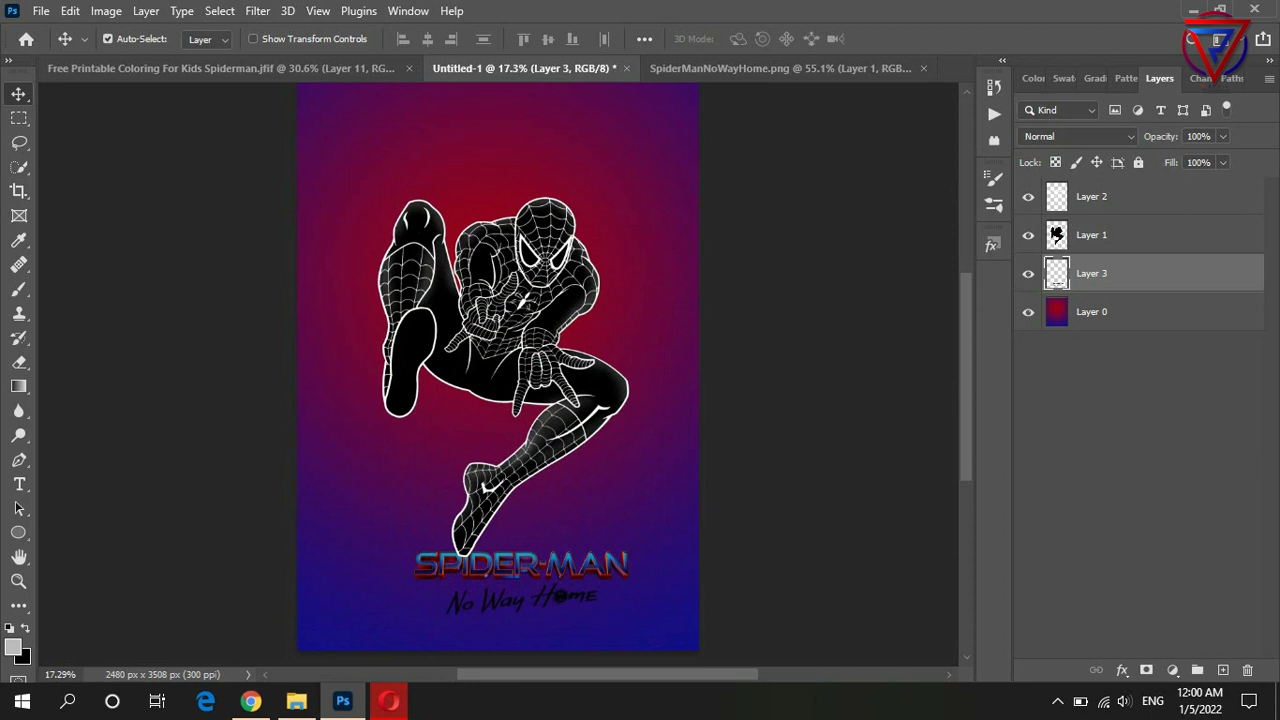 Ps File Edit Image Layer Type Select Filter 3D View Plugins Window Help
Auto-Select: Layer Show Transform Controls 3D Mode:
Free Printable Coloring For Kids Spiderman.jfif @ 30.6% (Layer 11, RG... × Untitled-1 @ 17.3% (Layer 3, RGB/8) * × SpiderManNoWayHome.png @ 55.1% (Layer 1, RGB... ×
Color Swat Gradi Patte Layers Chan Paths
Kind
Normal Opacity: 100%
Lock: Fill: 100%
Layer 2
Layer 1
Layer 3
Layer 0
SPIDER-MAN
No Way Home
17.29% 2480 px x 3508 px (300 ppi)
ENG 12:00 AM
1/5/2022